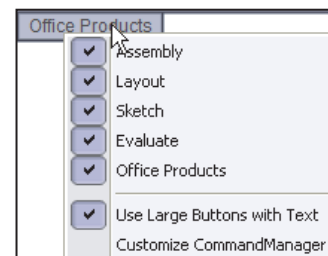 Office Products
Assembly
Layout
Sketch
Evaluate
Office Products
Use Large Buttons with Text
Customize CommandManager